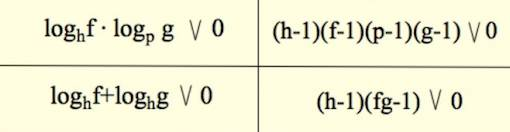 logₕf · logₚ g ∨ 0 (h-1)(f-1)(p-1)(g-1) ∨ 0
logₕf+logₕg ∨ 0 (h-1)(fg-1) ∨ 0